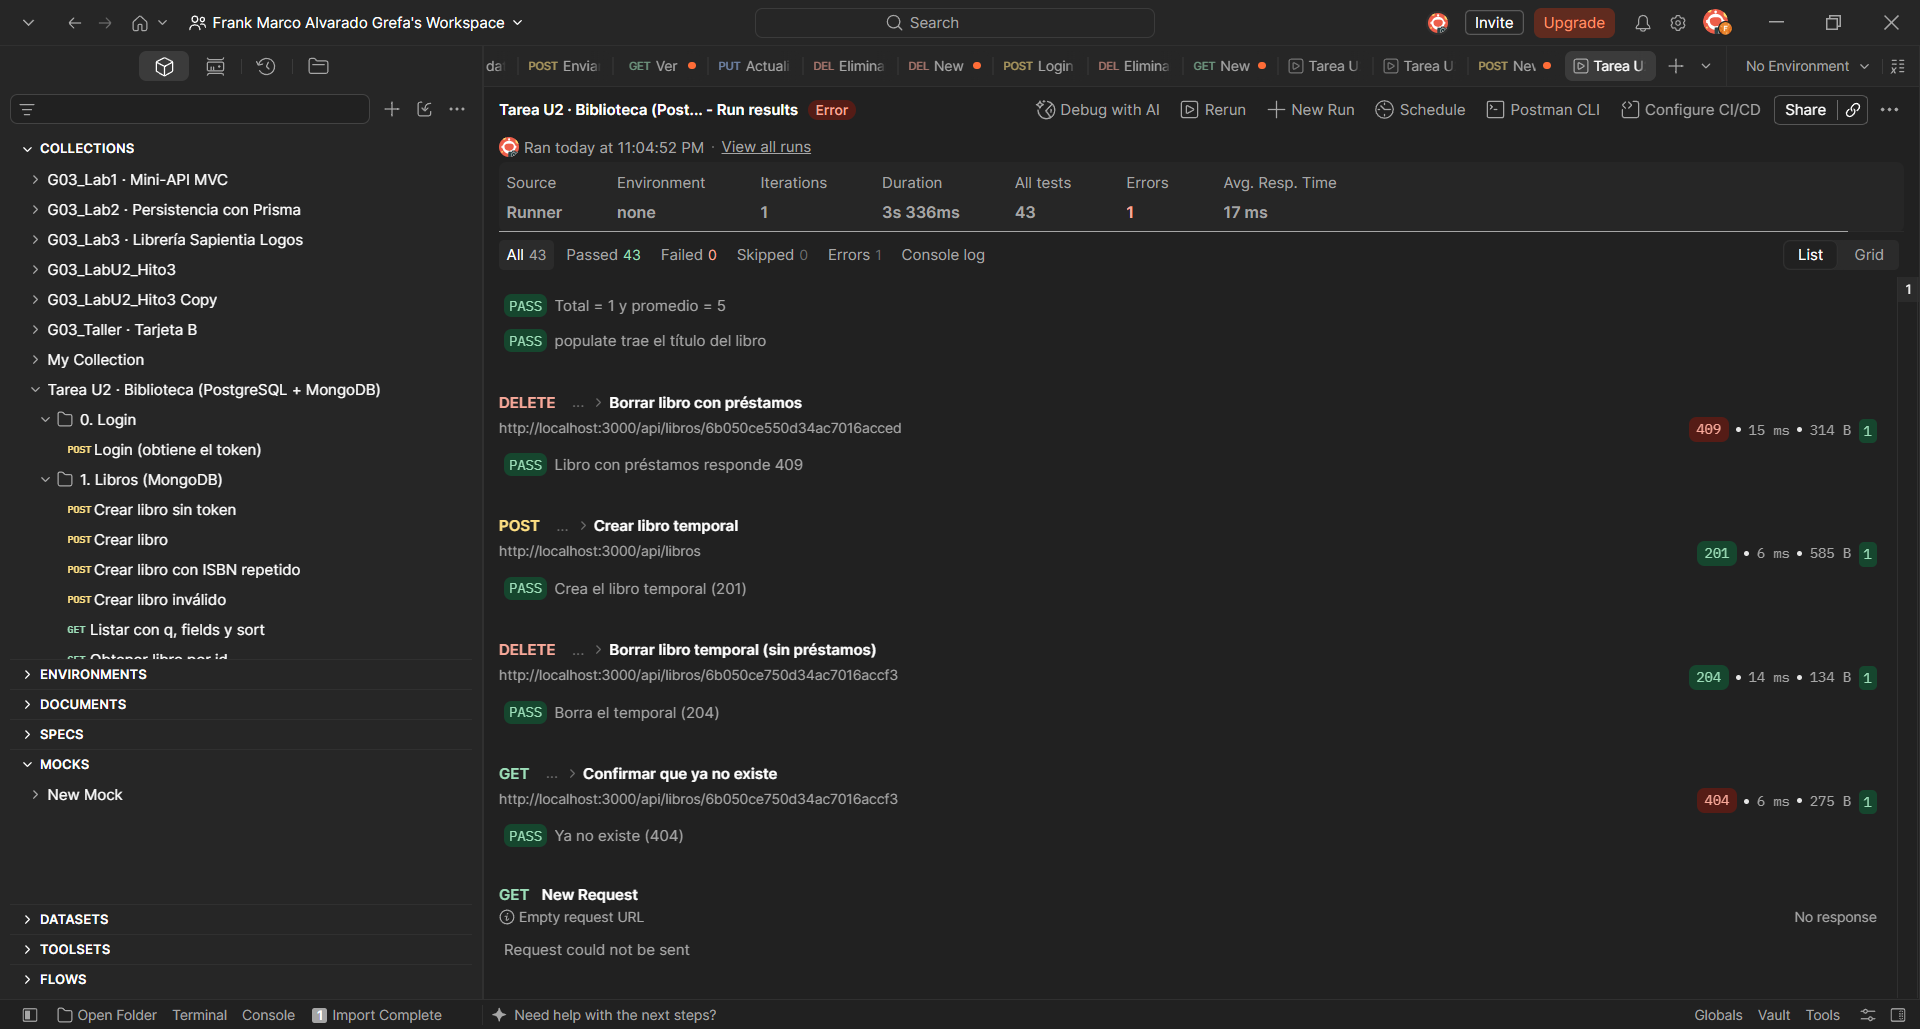 Frank Marco Alvarado Grefa's Workspace
Search
Invite
Upgrade
POST Envia
GET Ver
PUT Actuali
DEL Elimina
DEL New
POST Login
DEL Elimina
GET New
Tarea U
Tarea U
POST New
Tarea U
No Environment
COLLECTIONS
G03_Lab1 · Mini-API MVC
G03_Lab2 · Persistencia con Prisma
G03_Lab3 · Librería Sapientia Logos
G03_LabU2_Hito3
G03_LabU2_Hito3 Copy
G03_Taller · Tarjeta B
My Collection
Tarea U2 · Biblioteca (PostgreSQL + MongoDB)
0. Login
POST Login (obtiene el token)
1. Libros (MongoDB)
POST Crear libro sin token
POST Crear libro
POST Crear libro con ISBN repetido
POST Crear libro inválido
GET Listar con q, fields y sort
GET Obtener libro por id
ENVIRONMENTS
DOCUMENTS
SPECS
MOCKS
New Mock
DATASETS
TOOLSETS
FLOWS
Tarea U2 · Biblioteca (Post... - Run results Error
Debug with AI
Rerun
New Run
Schedule
Postman CLI
Configure CI/CD
Share
Ran today at 11:04:52 PM · View all runs
Source Environment Iterations Duration All tests Errors Avg. Resp. Time
Runner none 1 3s 336ms 43 1 17 ms
All 43 Passed 43 Failed 0 Skipped 0 Errors 1 Console log
List Grid
1
PASS Total = 1 y promedio = 5
PASS populate trae el título del libro
DELETE ... > Borrar libro con préstamos
http://localhost:3000/api/libros/6b050ce550d34ac7016acced
409 • 15 ms • 314 B 1
PASS Libro con préstamos responde 409
POST ... > Crear libro temporal
http://localhost:3000/api/libros
201 • 6 ms • 585 B 1
PASS Crea el libro temporal (201)
DELETE ... > Borrar libro temporal (sin préstamos)
http://localhost:3000/api/libros/6b050ce750d34ac7016accf3
204 • 14 ms • 134 B 1
PASS Borra el temporal (204)
GET ... > Confirmar que ya no existe
http://localhost:3000/api/libros/6b050ce750d34ac7016accf3
404 • 6 ms • 275 B 1
PASS Ya no existe (404)
GET New Request
Empty request URL
No response
Request could not be sent
Open Folder
Terminal
Console
1 Import Complete
Need help with the next steps?
Globals
Vault
Tools